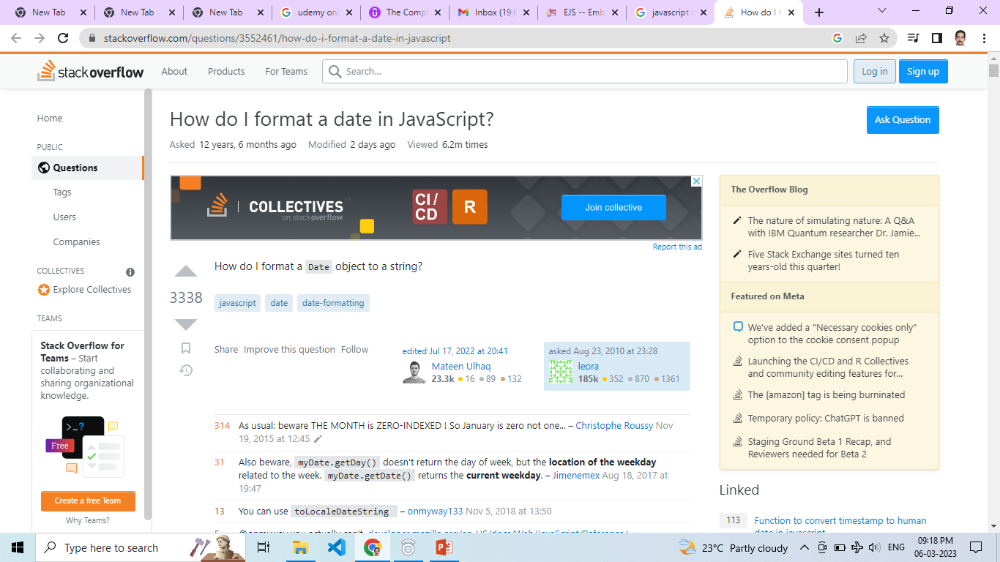 New Tab
New Tab
New Tab
udemy onl
The Compl
Inbox (19,6
EJS -- Emb
javascript d
How do I f
stackoverflow.com/questions/3552461/how-do-i-format-a-date-in-javascript
stackoverflow
About
Products
For Teams
Search...
Log in
Sign up
Home
PUBLIC
Questions
Tags
Users
Companies
COLLECTIVES
Explore Collectives
TEAMS
Stack Overflow for
Teams – Start
collaborating and
sharing organizational
knowledge.
>_?
Free
Create a free Team
Why Teams?
How do I format a date in JavaScript?
Ask Question
Asked 12 years, 6 months ago Modified 2 days ago Viewed 6.2m times
COLLECTIVES™
on stackoverflow
CI/
CD
R
Join collective
Report this ad
3338
How do I format a Date object to a string?
javascript date date-formatting
Share Improve this question Follow
edited Jul 17, 2022 at 20:41
Mateen Ulhaq
23.3k 16 89 132
asked Aug 23, 2010 at 23:28
leora
185k 352 870 1361
314 As usual: beware THE MONTH is ZERO-INDEXED ! So January is zero not one... – Christophe Roussy Nov
19, 2015 at 12:45
31 Also beware, myDate.getDay() doesn't return the day of week, but the location of the weekday
related to the week. myDate.getDate() returns the current weekday. – Jimenemex Aug 18, 2017 at
19:47
13 You can use toLocaleDateString – onmyway133 Nov 5, 2018 at 13:50
The Overflow Blog
The nature of simulating nature: A Q&A
with IBM Quantum researcher Dr. Jamie...
Five Stack Exchange sites turned ten
years-old this quarter!
Featured on Meta
We've added a "Necessary cookies only"
option to the cookie consent popup
Launching the CI/CD and R Collectives
and community editing features for...
The [amazon] tag is being burninated
Temporary policy: ChatGPT is banned
Staging Ground Beta 1 Recap, and
Reviewers needed for Beta 2
Linked
113 Function to convert timestamp to human
date in javascript
Type here to search
23°C Partly cloudy
ENG
09:18 PM
06-03-2023